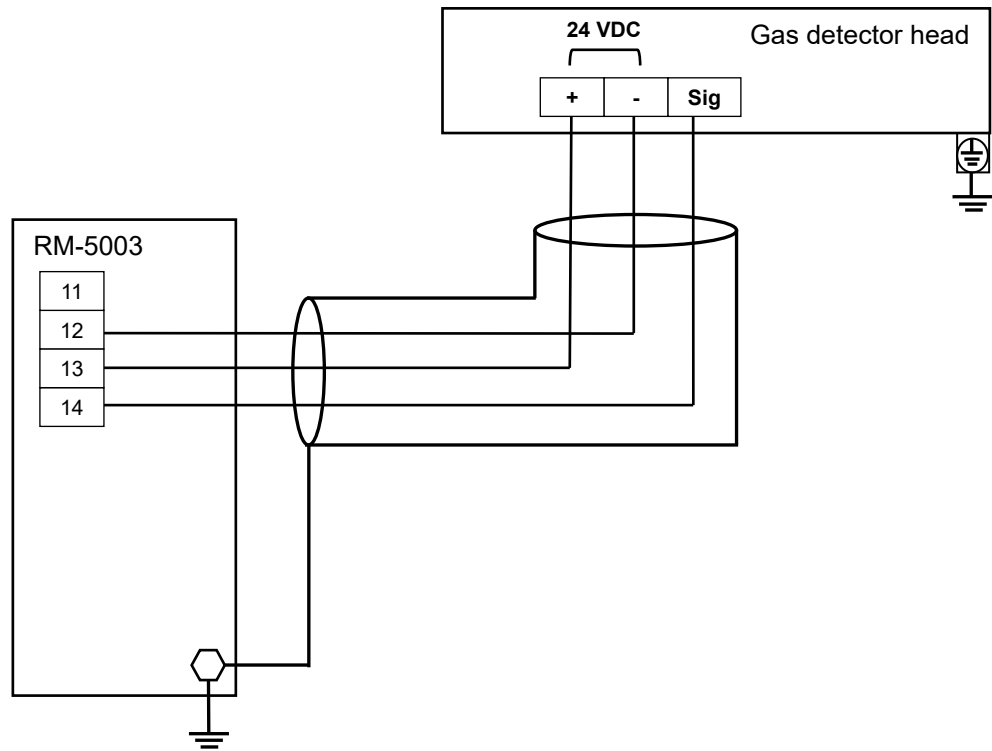 24 VDC
Gas detector head
+ - Sig
RM-5003
11
12
13
14